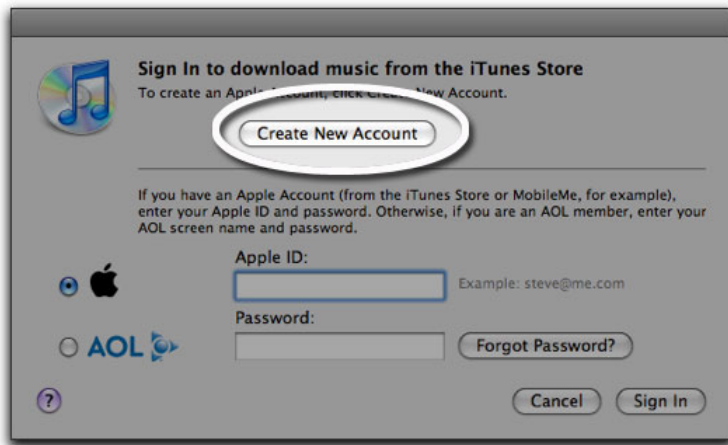 Sign In to download music from the iTunes Store
To create an Apple Account, click Create New Account.
Create New Account
If you have an Apple Account (from the iTunes Store or MobileMe, for example),
enter your Apple ID and password. Otherwise, if you are an AOL member, enter your
AOL screen name and password.
Apple ID:
Example: steve@me.com
Password:
AOL
Forgot Password?
?
Cancel
Sign In